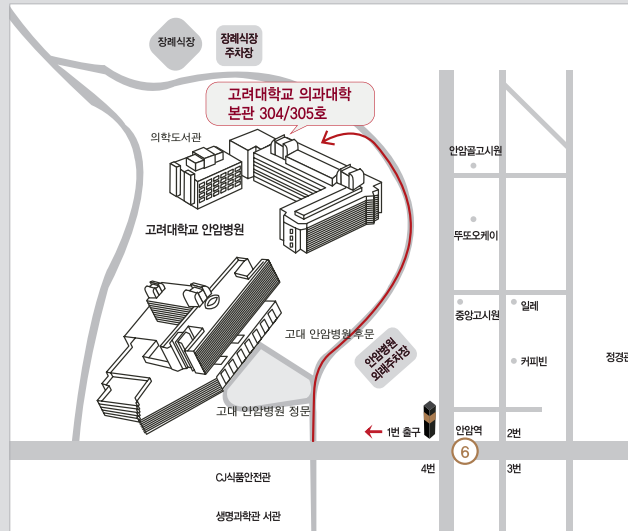 장례식장
장례식장
주차장
고려대학교 의과대학
본관 304/305호
의학도서관
안암골고시원
고려대학교 안암병원
뚜또오케이
중앙고시원
일레
고대 안암병원후문
안암병원
외래주차장
커피빈
정경관
고대 안암병원 정문
1번 출구
안암역
2번
6
4번
3번
CJ식품안전관
생명과학관 서관